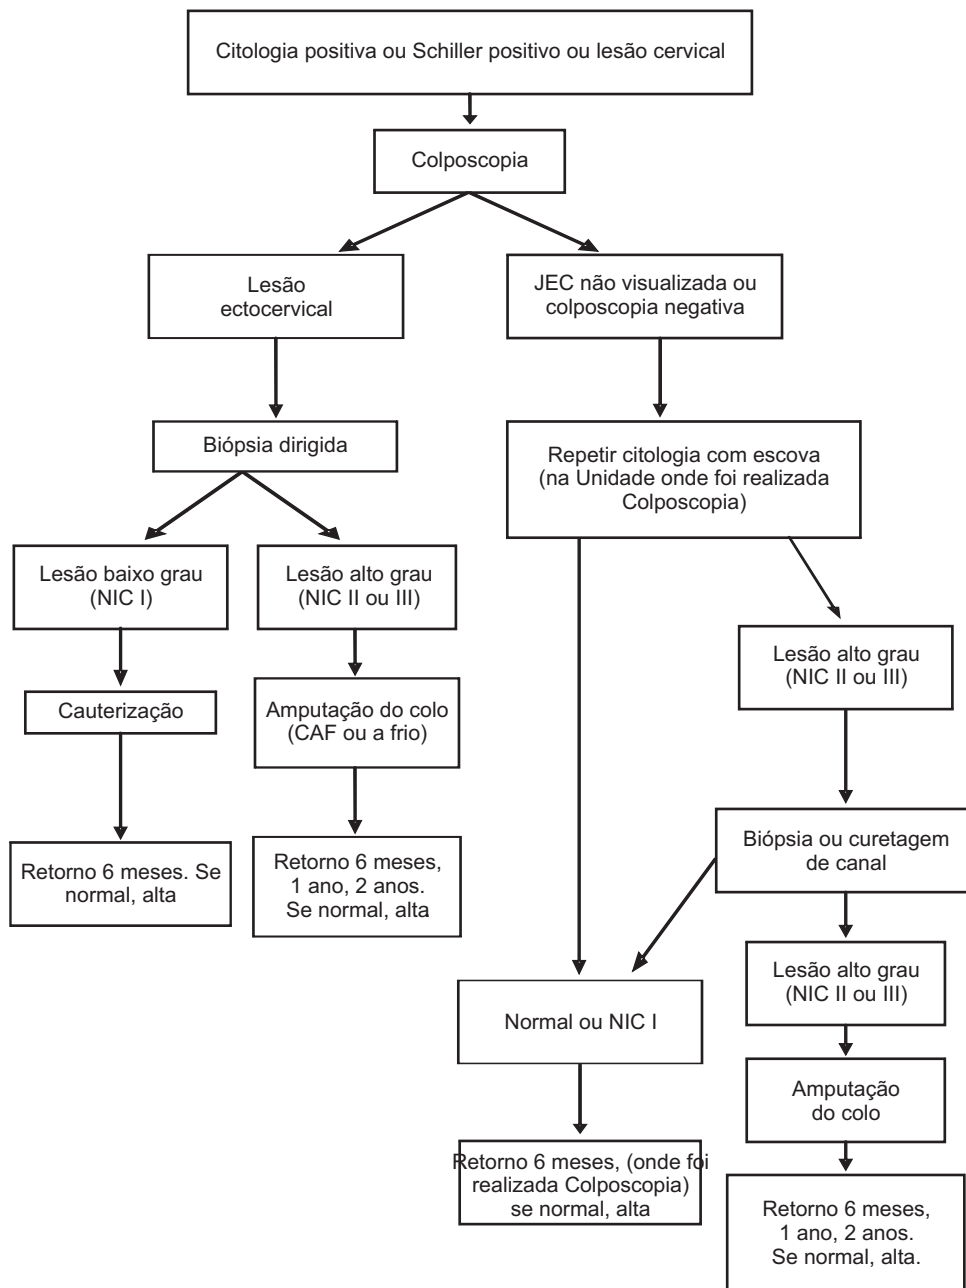 Citologia positiva ou Schiller positivo ou lesão cervical
Colposcopia
Lesão
ectocervical
JEC não visualizada ou
colposcopia negativa
Biópsia dirigida
Repetir citologia com escova
(na Unidade onde foi realizada
Colposcopia)
Lesão baixo grau
(NIC I)
Lesão alto grau
(NIC II ou III)
Lesão alto grau
(NIC II ou III)
Cauterização
Amputação do colo
(CAF ou a frio)
Biópsia ou curetagem
de canal
Retorno 6 meses. Se
normal, alta
Retorno 6 meses,
1 ano, 2 anos.
Se normal, alta
Lesão alto grau
(NIC II ou III)
Normal ou NIC I
Amputação
do colo
Retorno 6 meses, (onde foi
realizada Colposcopia)
se normal, alta
Retorno 6 meses,
1 ano, 2 anos.
Se normal, alta.